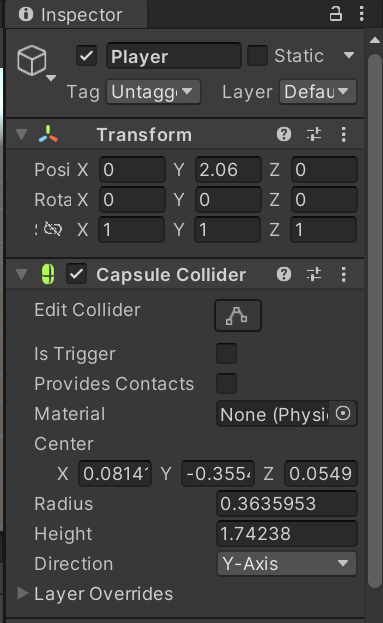 Inspector
Player Static
Tag Untagge Layer Defau
Transform
Posi X 0 Y 2.06 Z 0
Rota X 0 Y 0 Z 0
X 1 Y 1 Z 1
Capsule Collider
Edit Collider
Is Trigger
Provides Contacts
Material None (Physi
Center
X 0.0814 Y -0.355 Z 0.0549
Radius 0.3635953
Height 1.74238
Direction Y-Axis
Layer Overrides